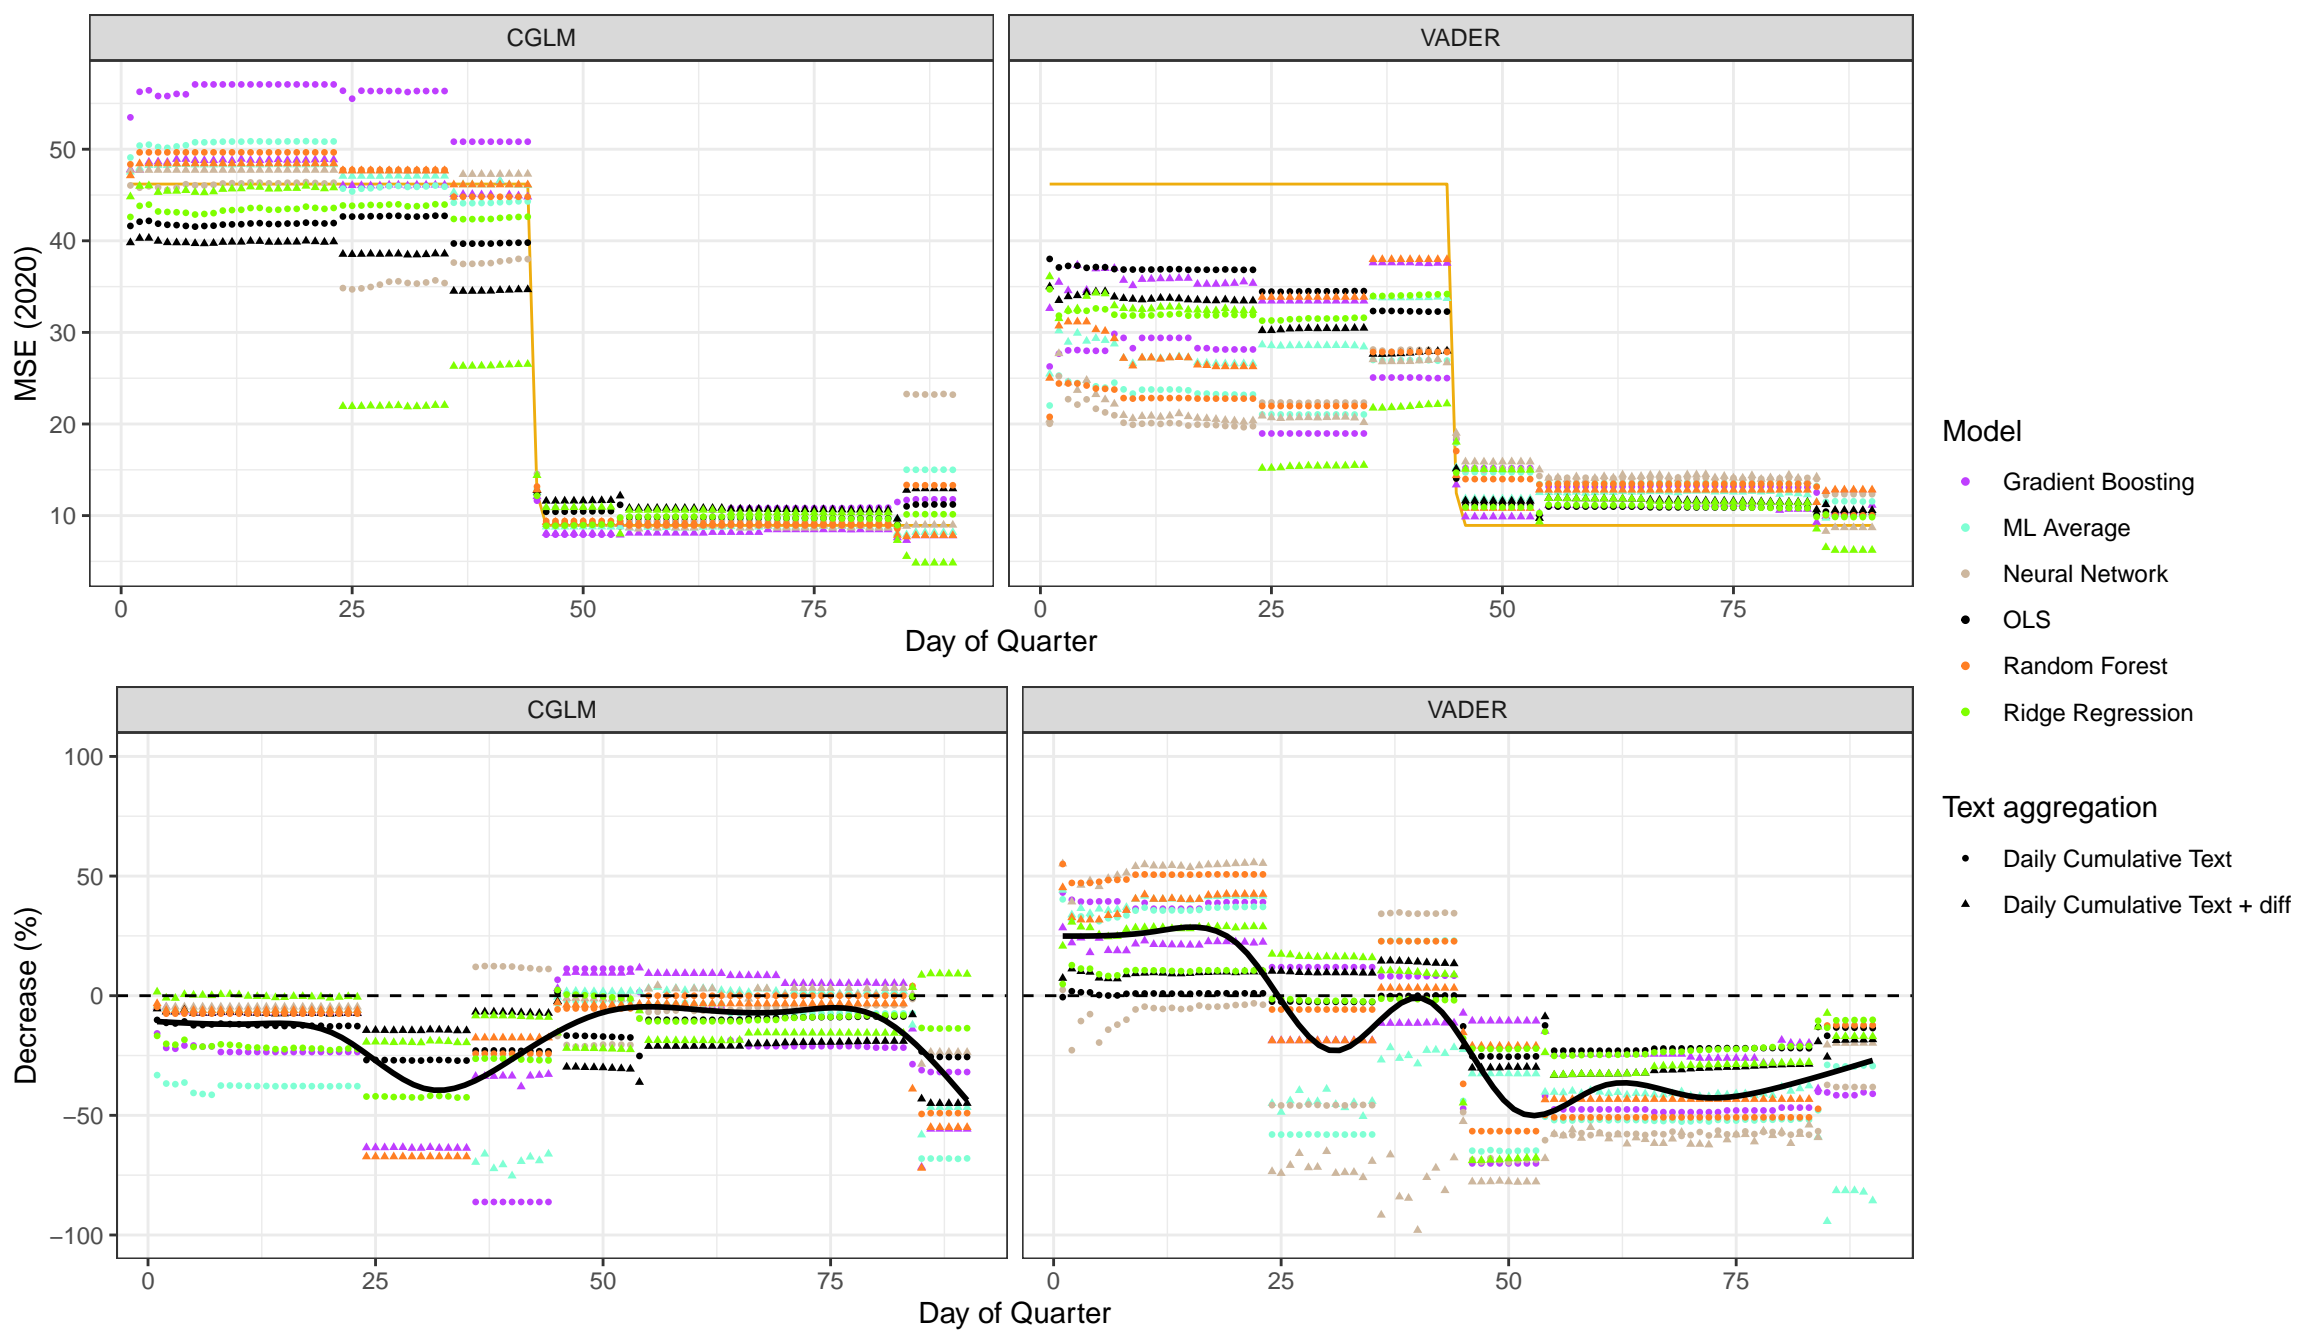 CGLM
VADER
50
40
30
20
10
MSE (2020)
0
25
50
75
0
25
50
75
Day of Quarter
CGLM
VADER
100
50
0
−50
−100
Decrease (%)
0
25
50
75
0
25
50
75
Day of Quarter
Model
Gradient Boosting
ML Average
Neural Network
OLS
Random Forest
Ridge Regression
Text aggregation
Daily Cumulative Text
Daily Cumulative Text + diff